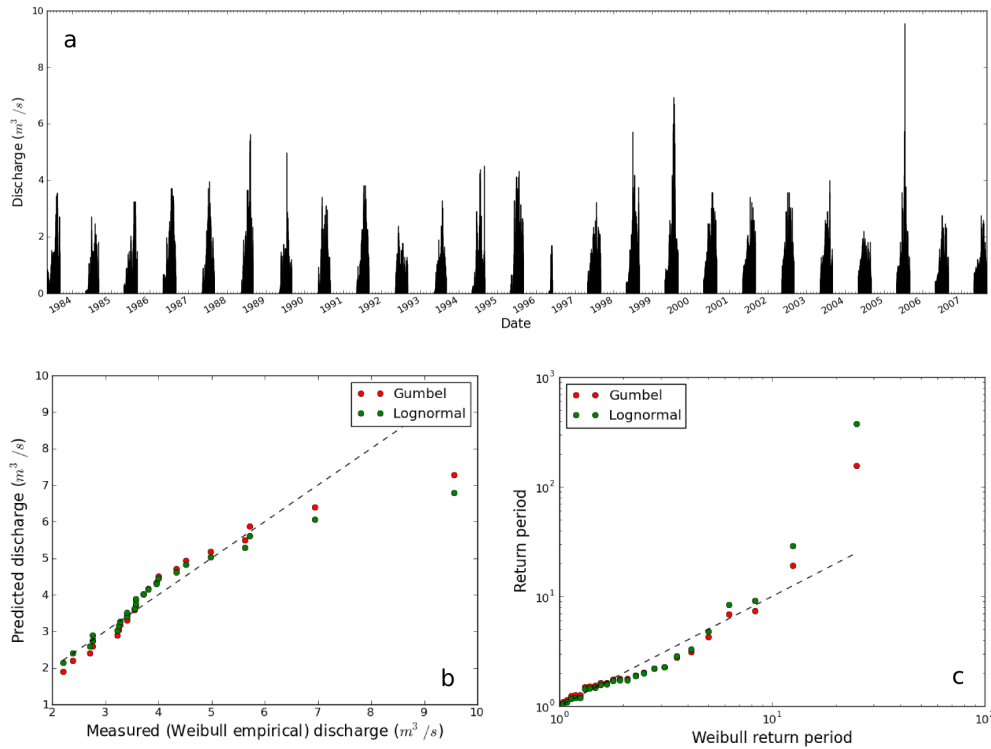 10
8
6
4
2
0
Discharge (m³ /s)
a
1984 1985 1986 1987 1988 1989 1990 1991 1992 1993 1994 1995 1996 1997 1998 1999 2000 2001 2002 2003 2004 2005 2006 2007
Date
10
9
8
7
6
5
4
3
2
1
Predicted discharge (m³ /s)
Gumbel
Lognormal
b
2 3 4 5 6 7 8 9 10
Measured (Weibull empirical) discharge (m³ /s)
10³
10²
10¹
10⁰
Return period
Gumbel
Lognormal
c
10⁰ 10¹ 10²
Weibull return period